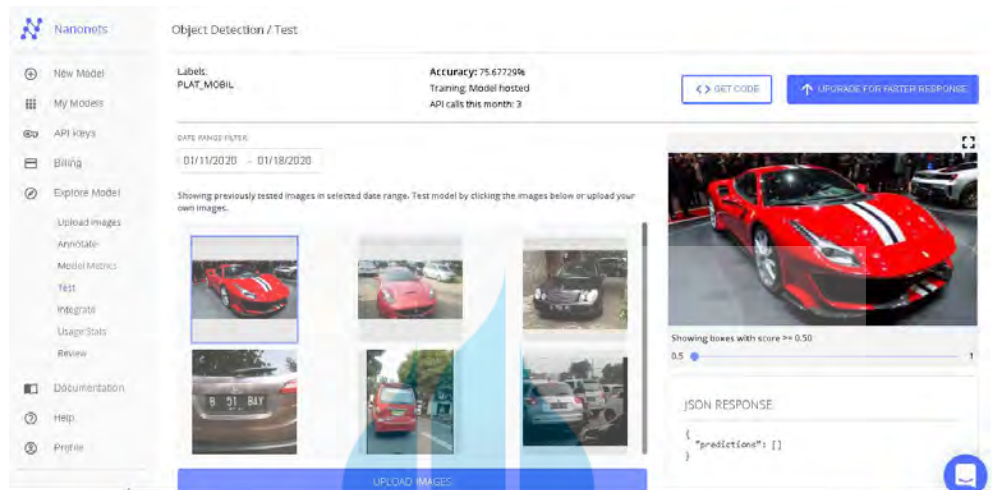 Nanonets
Object Detection / Test
New Model
My Models
API Keys
Billing
Explore Model
Upload Images
Annotate
Model Metrics
Test
Integrate
Usage Stats
Review
Documentation
Help
Profile
Labels:
PLAT_MOBIL
Accuracy: 75.67729%
Training: Model hosted
API calls this month: 3
<> GET CODE
UPGRADE FOR FASTER RESPONSE
DATE RANGE FILTER
01/11/2020 - 01/18/2020
Showing previously tested images in selected date range. Test model by clicking the images below or upload your
own images.
B 51 BAY
UPLOAD IMAGES
Showing boxes with score >= 0.50
0.5
1
JSON RESPONSE
{
"predictions": []
}